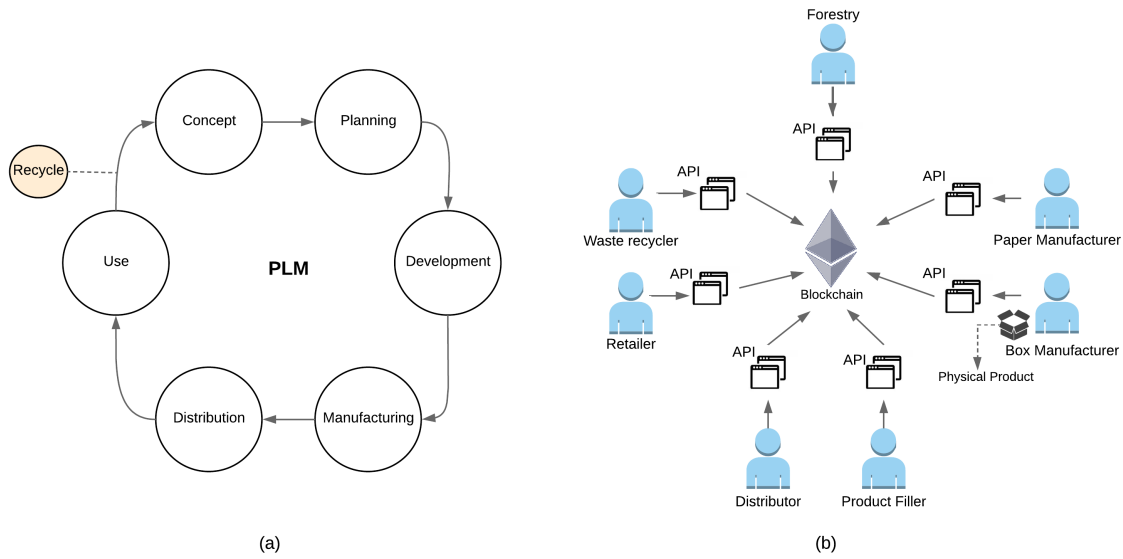 Concept
Planning
Recycle
Use
PLM
Development
Distribution
Manufacturing
(a)
Forestry
API
API
Waste recycler
API
Paper Manufacturer
API
Retailer
Blockchain
API
Box Manufacturer
Physical Product
API
API
Distributor
Product Filler
(b)